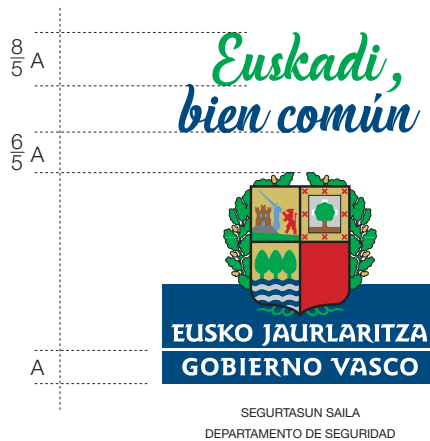 8/5 A
Euskadi,
bien común
6/5 A
EUSKO JAURLARITZA
A
GOBIERNO VASCO
SEGURTASUN SAILA
DEPARTAMENTO DE SEGURIDAD